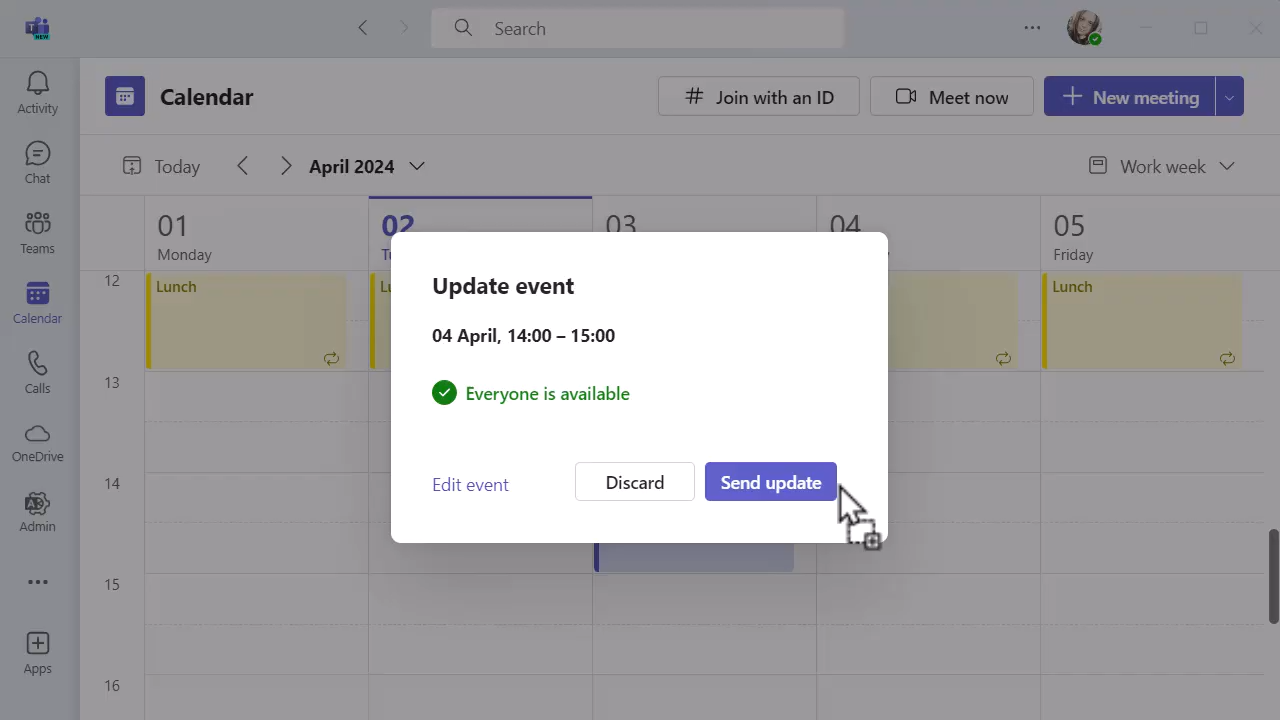 NEW
Search
Activity
Chat
Teams
Calendar
Calls
OneDrive
Admin
Apps
Calendar
Join with an ID
Meet now
New meeting
Today
April 2024
Work week
01
Monday
02
03
04
05
Friday
12
13
14
15
16
Lunch
Lunch
Update event
04 April, 14:00 – 15:00
Everyone is available
Edit event
Discard
Send update